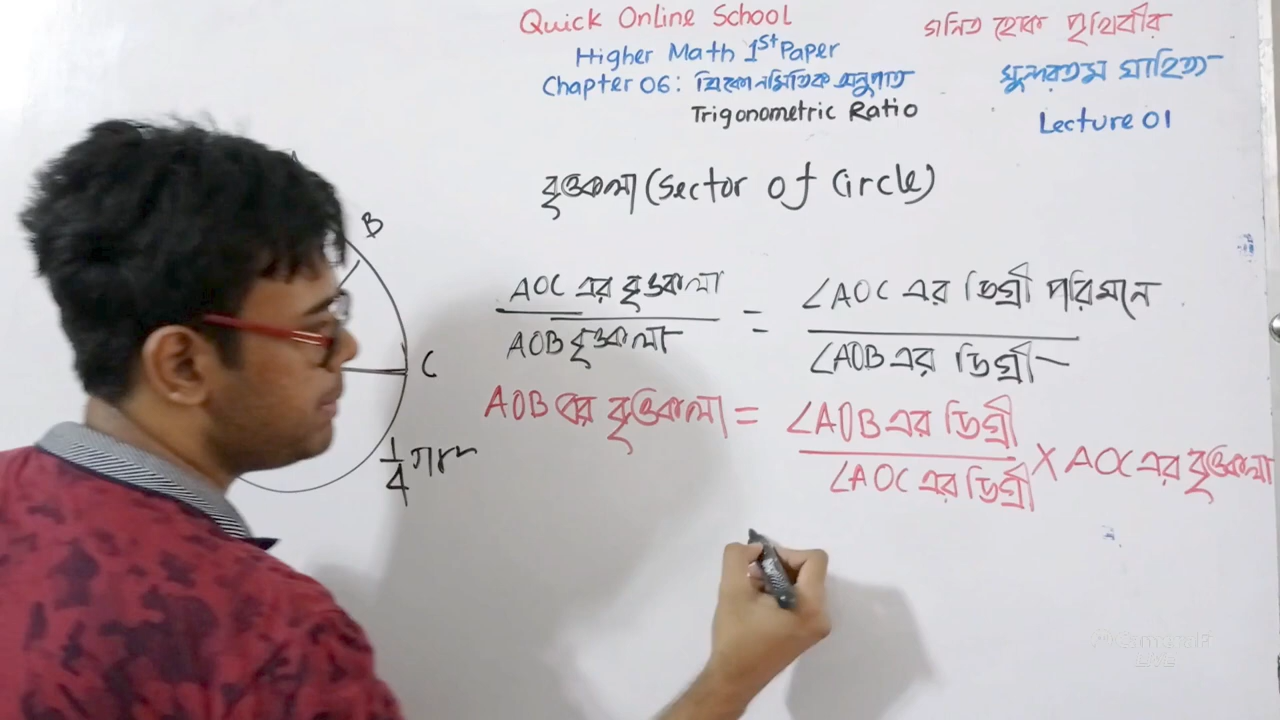 Quick Online School
Higher Math 1st Paper
Chapter 06: ত্রিকোনমিতিক অনুপাত
Trigonometric Ratio
গনিত হোক পৃথিবীর
সুন্দরতম সাহিত্য
Lecture 01
বৃত্তকলা (Sector of Circle)
B
C
1/4 πr²
AOC এর বৃত্তকলা / AOB বৃত্তকলা = ∠AOC এর ডিগ্রী পরিমানে / ∠AOB এর ডিগ্রী
AOB এর বৃত্তকলা = ∠AOB এর ডিগ্রী / ∠AOC এর ডিগ্রী X AOC এর বৃত্তকলা